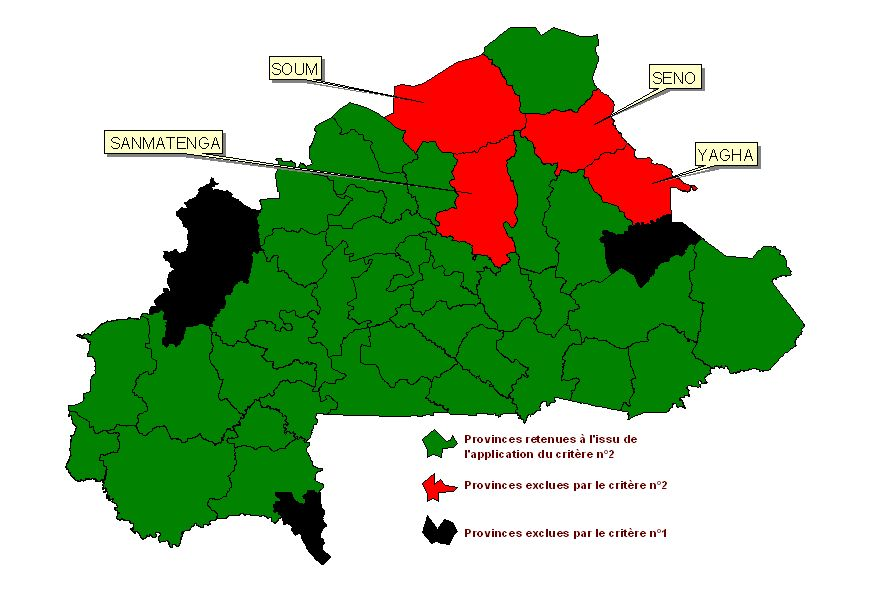 SOUM
SENO
SANMATENGA
YAGHA
Provinces retenues à l'issu de
l'application du critère n°2
Provinces exclues par le critère n°2
Provinces exclues par le critère n°1